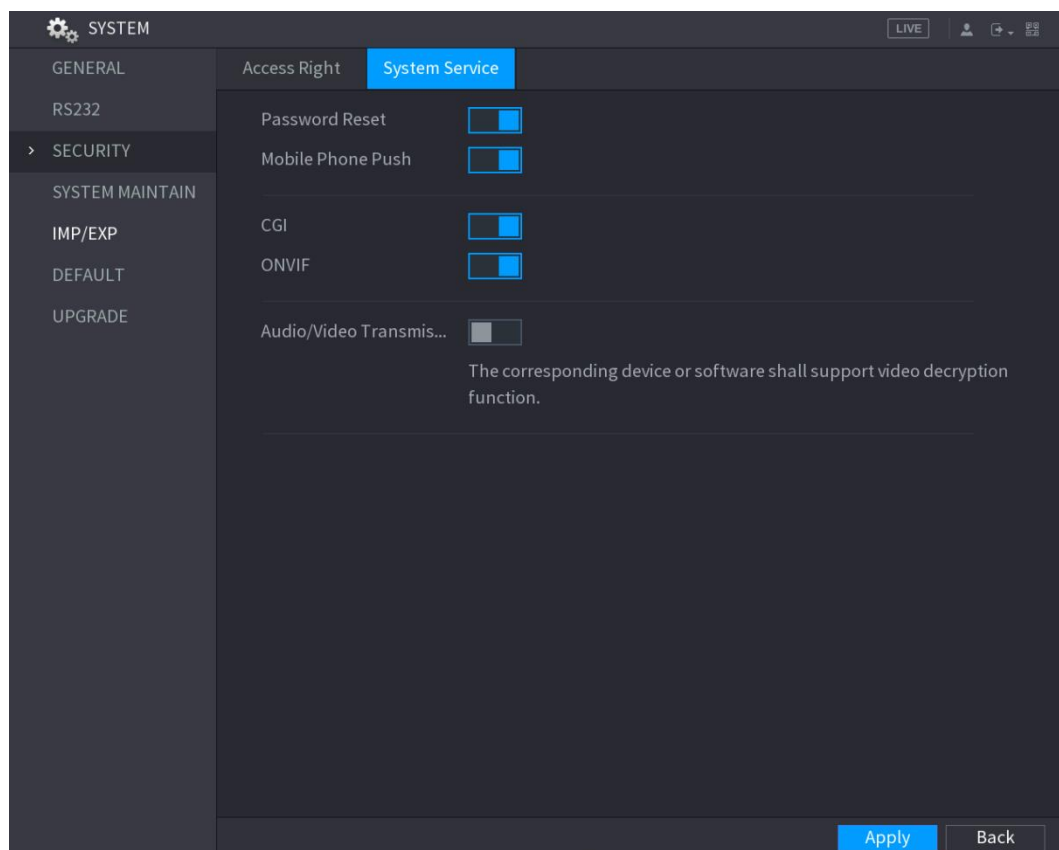 SYSTEM
LIVE
GENERAL
RS232
> SECURITY
SYSTEM MAINTAIN
IMP/EXP
DEFAULT
UPGRADE
Access Right
System Service
Password Reset
Mobile Phone Push
CGI
ONVIF
Audio/Video Transmis...
The corresponding device or software shall support video decryption
function.
Apply
Back